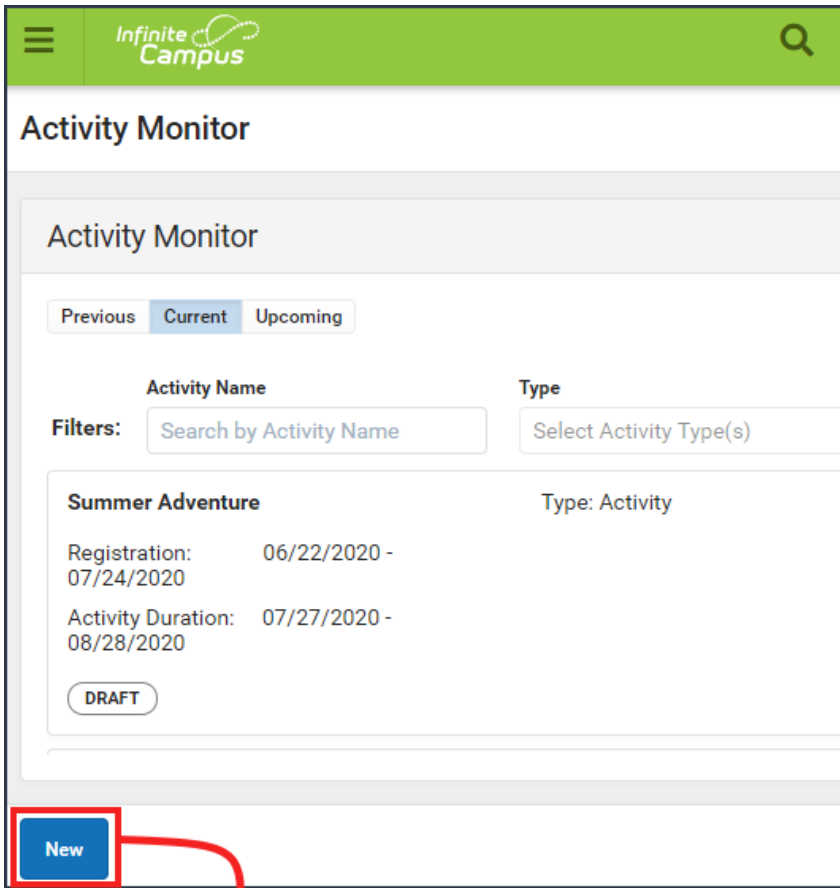 Infinite
Campus
Activity Monitor
Activity Monitor
Previous Current Upcoming
Activity Name Type
Filters: Search by Activity Name Select Activity Type(s)
Summer Adventure Type: Activity
Registration: 06/22/2020 -
07/24/2020
Activity Duration: 07/27/2020 -
08/28/2020
DRAFT
New